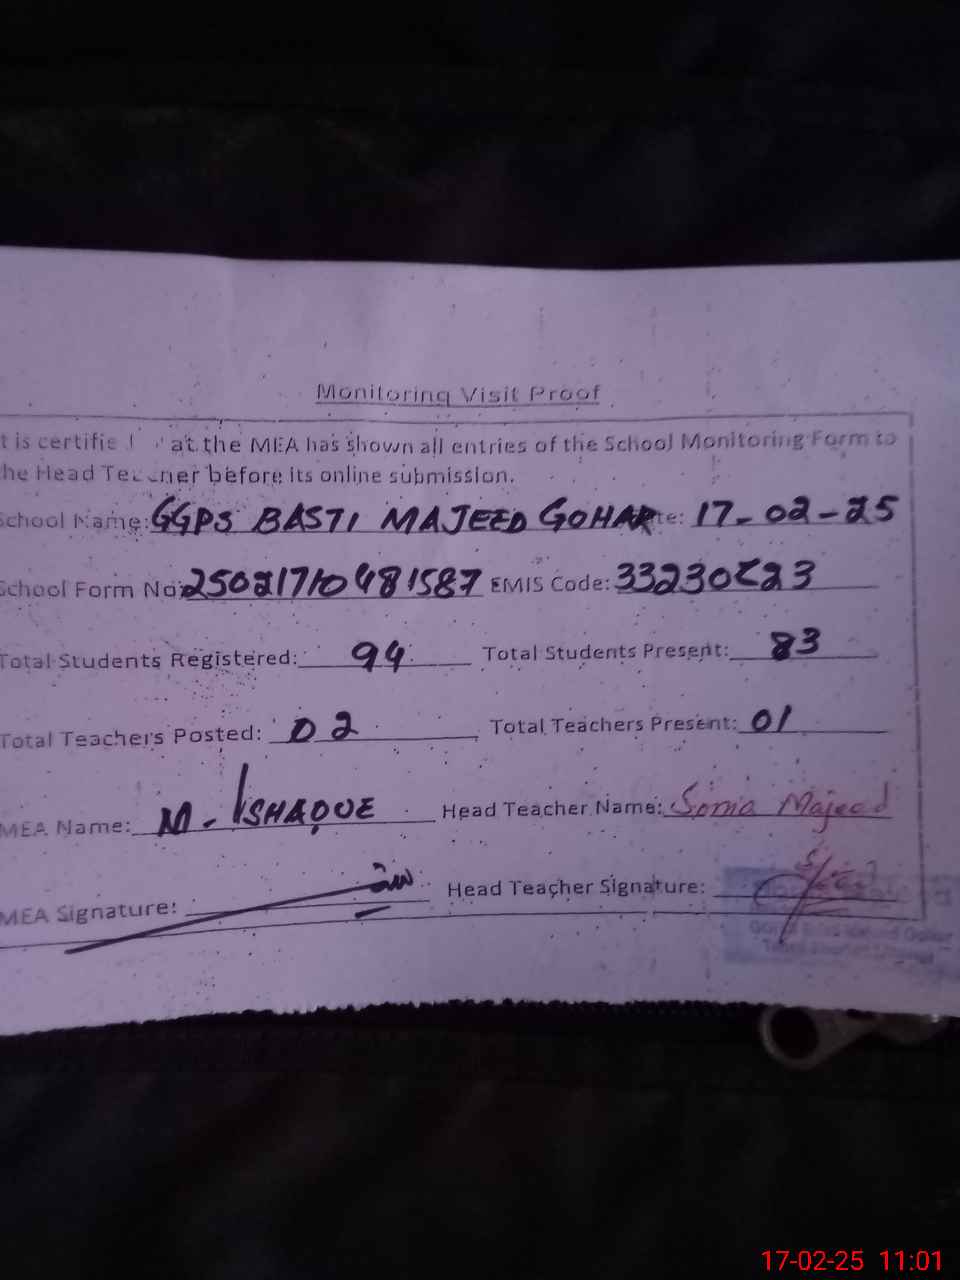 Monitoring Visit Proof
t is certifie at the MEA has shown all entries of the School Monitoring Form to
he Head Te ner before its online submission.
School Name: GGPS BASTI MAJEED GOHAR te: 17-02-25
School Form No: 25021710481587 EMIS Code:
Total Students Registered: 94 Total Students Present: 83
Total Teachers Posted: 02 Total Teachers Present: 01
MEA Name: M. ISHAQUE Head Teacher Name: Sonia Majeed
MEA Signature: Head Teacher Signature:
17-02-25 11:01